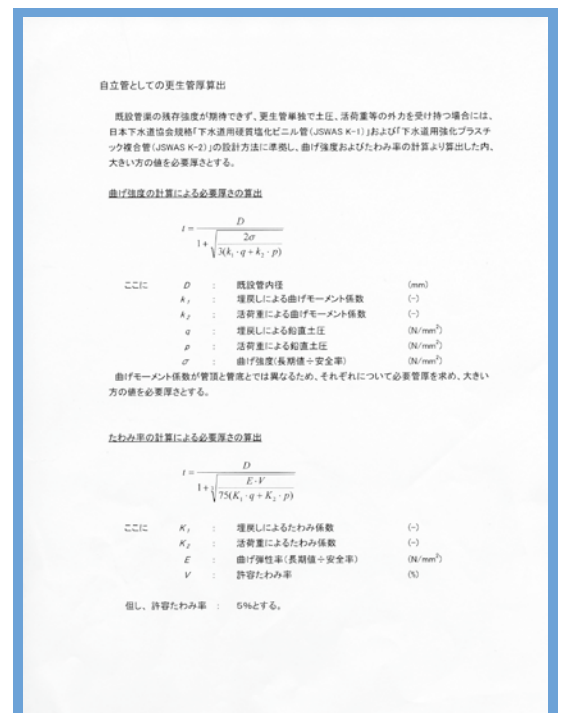 自立管としての更生管厚算出
既設管渠の残存強度が期待できず、更生管単独で土圧、活荷重等の外力を受け持つ場合には、
日本下水道協会規格「下水道用硬質塩化ビニル管(JSWAS K-1)」および「下水道用強化プラスチ
ック複合管(JSWAS K-2)」の設計方法に準拠し、曲げ強度およびたわみ率の計算より算出した内、
大きい方の値を必要厚さとする。
曲げ強度の計算による必要厚さの算出
t = D / (1 + √(2σ / 3(k₁・q + k₂・p)))
ここに D : 既設管内径 (mm)
k₁ : 埋戻しによる曲げモーメント係数 (-)
k₂ : 活荷重による曲げモーメント係数 (-)
q : 埋戻しによる鉛直土圧 (N/mm²)
p : 活荷重による鉛直土圧 (N/mm²)
σ : 曲げ強度(長期値÷安全率) (N/mm²)
曲げモーメント係数が管頂と管底とでは異なるため、それぞれについて必要管厚を求め、大きい
方の値を必要厚さとする。
たわみ率の計算による必要厚さの算出
t = D / (1 + ∛(E・V / 75(K₁・q + K₂・p)))
ここに K₁ : 埋戻しによるたわみ係数 (-)
K₂ : 活荷重によるたわみ係数 (-)
E : 曲げ弾性率(長期値÷安全率) (N/mm²)
V : 許容たわみ率 (%)
但し、許容たわみ率 : 5%とする。